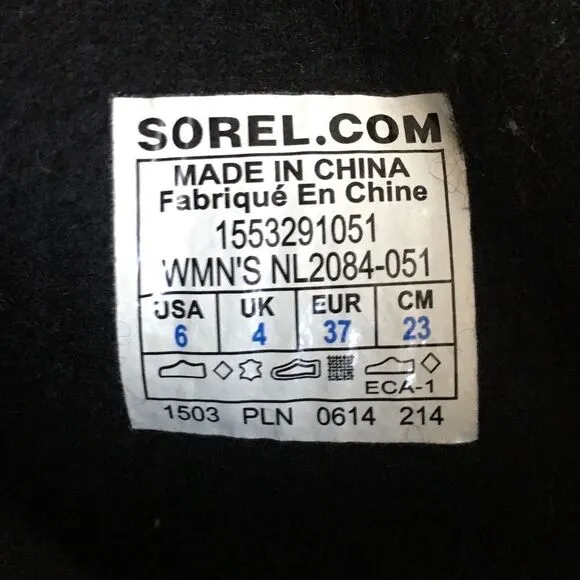 SOREL.COM
MADE IN CHINA
Fabriqué En Chine
1553291051
WMN'S NL2084-051
USA UK EUR CM
6 4 37 23
ECA-1
1503 PLN 0614 214